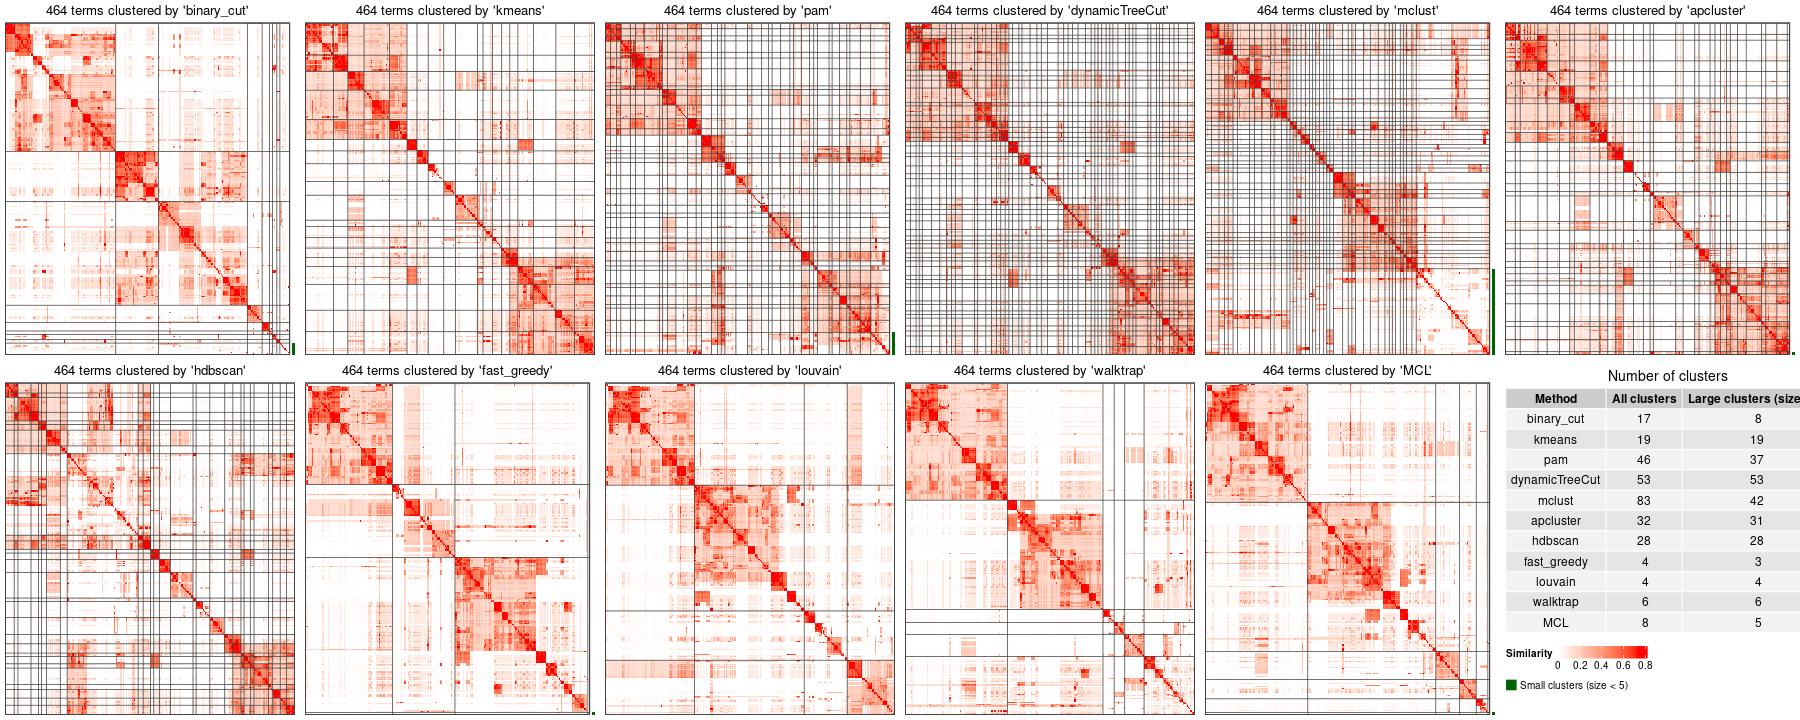 464 terms clustered by 'binary_cut'
464 terms clustered by 'kmeans'
464 terms clustered by 'pam'
464 terms clustered by 'dynamicTreeCut'
464 terms clustered by 'mclust'
464 terms clustered by 'apcluster'
464 terms clustered by 'hdbscan'
464 terms clustered by 'fast_greedy'
464 terms clustered by 'louvain'
464 terms clustered by 'walktrap'
464 terms clustered by 'MCL'
Number of clusters
Method All clusters Large clusters (size
binary_cut 17 8
kmeans 19 19
pam 46 37
dynamicTreeCut 53 53
mclust 83 42
apcluster 32 31
hdbscan 28 28
fast_greedy 4 3
louvain 4 4
walktrap 6 6
MCL 8 5
Similarity
0 0.2 0.4 0.6 0.8
Small clusters (size < 5)